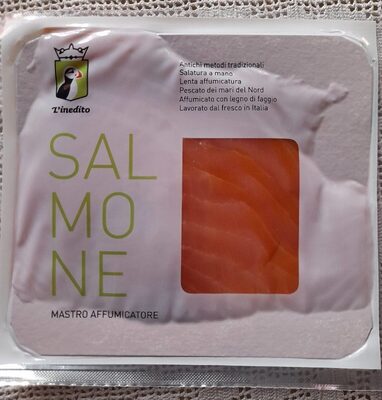 L'inedito
Antichi metodi tradizionali
Salatura a mano
Lenta affumicatura
Pescato dei mari del Nord
Affumicato con legno di faggio
Lavorato dal fresco in Italia
SAL
MO
NE
MASTRO AFFUMICATORE